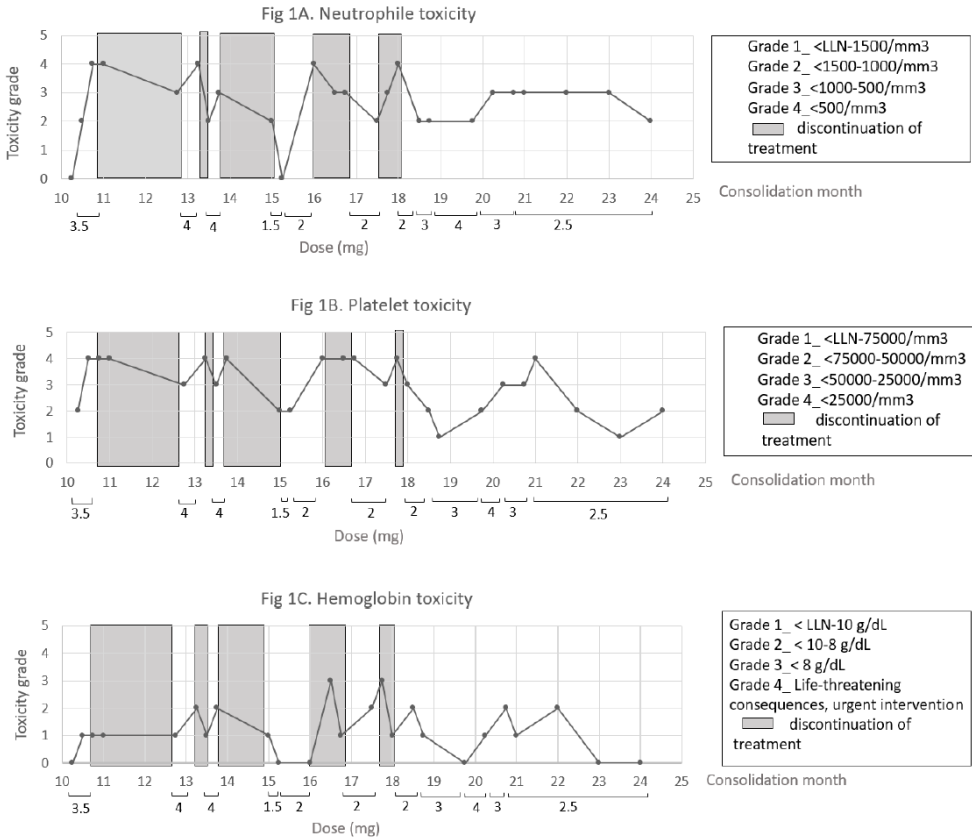 Fig 1A. Neutrophile toxicity
Toxicity grade
5
4
3
2
1
0
10 11 12 13 14 15 16 17 18 19 20 21 22 23 24 25
Consolidation month
3.5 4 4 1.5 2 2 2 3 4 3 2.5
Dose (mg)
Grade 1_ <LLN-1500/mm3
Grade 2_ <1500-1000/mm3
Grade 3_<1000-500/mm3
Grade 4_<500/mm3
discontinuation of
treatment
Fig 1B. Platelet toxicity
Toxicity grade
5
4
3
2
1
0
10 11 12 13 14 15 16 17 18 19 20 21 22 23 24 25
Consolidation month
3.5 4 4 1.5 2 2 2 3 4 3 2.5
Dose (mg)
Grade 1_ <LLN-75000/mm3
Grade 2_ <75000-50000/mm3
Grade 3_<50000-25000/mm3
Grade 4_<25000/mm3
discontinuation of
treatment
Fig 1C. Hemoglobin toxicity
Toxicity grade
5
4
3
2
1
0
10 11 12 13 14 15 16 17 18 19 20 21 22 23 24 25
Consolidation month
3.5 4 4 1.5 2 2 2 3 4 3 2.5
Dose (mg)
Grade 1_ < LLN-10 g/dL
Grade 2_ < 10-8 g/dL
Grade 3_ < 8 g/dL
Grade 4_ Life-threatening
consequences, urgent intervention
discontinuation of
treatment